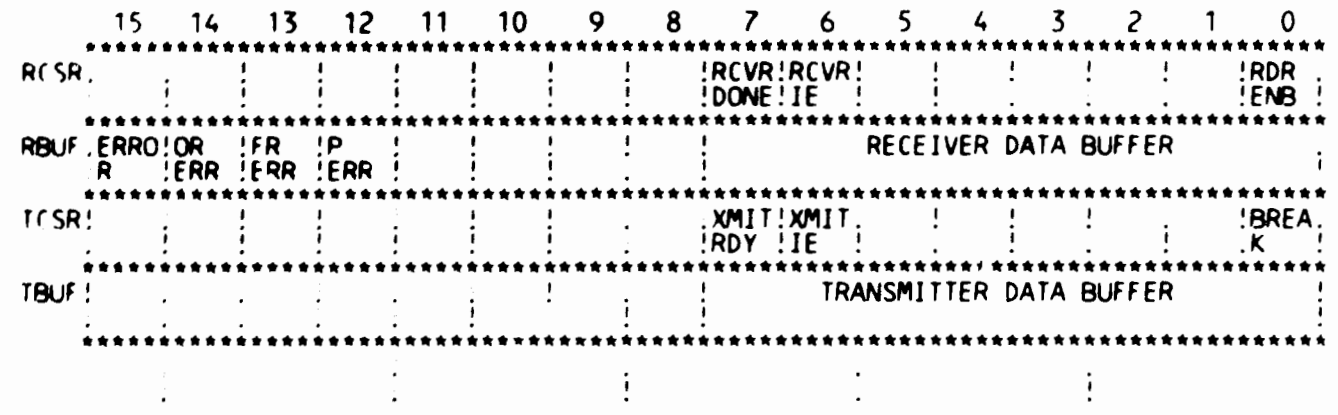 15 14 13 12 11 10 9 8 7 6 5 4 3 2 1 0
RCSR RCVR RCVR RDR
DONE IE ENB
RBUF ERRO OR FR P RECEIVER DATA BUFFER
R ERR ERR ERR
TCSR XMIT XMIT BREA
RDY IE K
TBUF TRANSMITTER DATA BUFFER